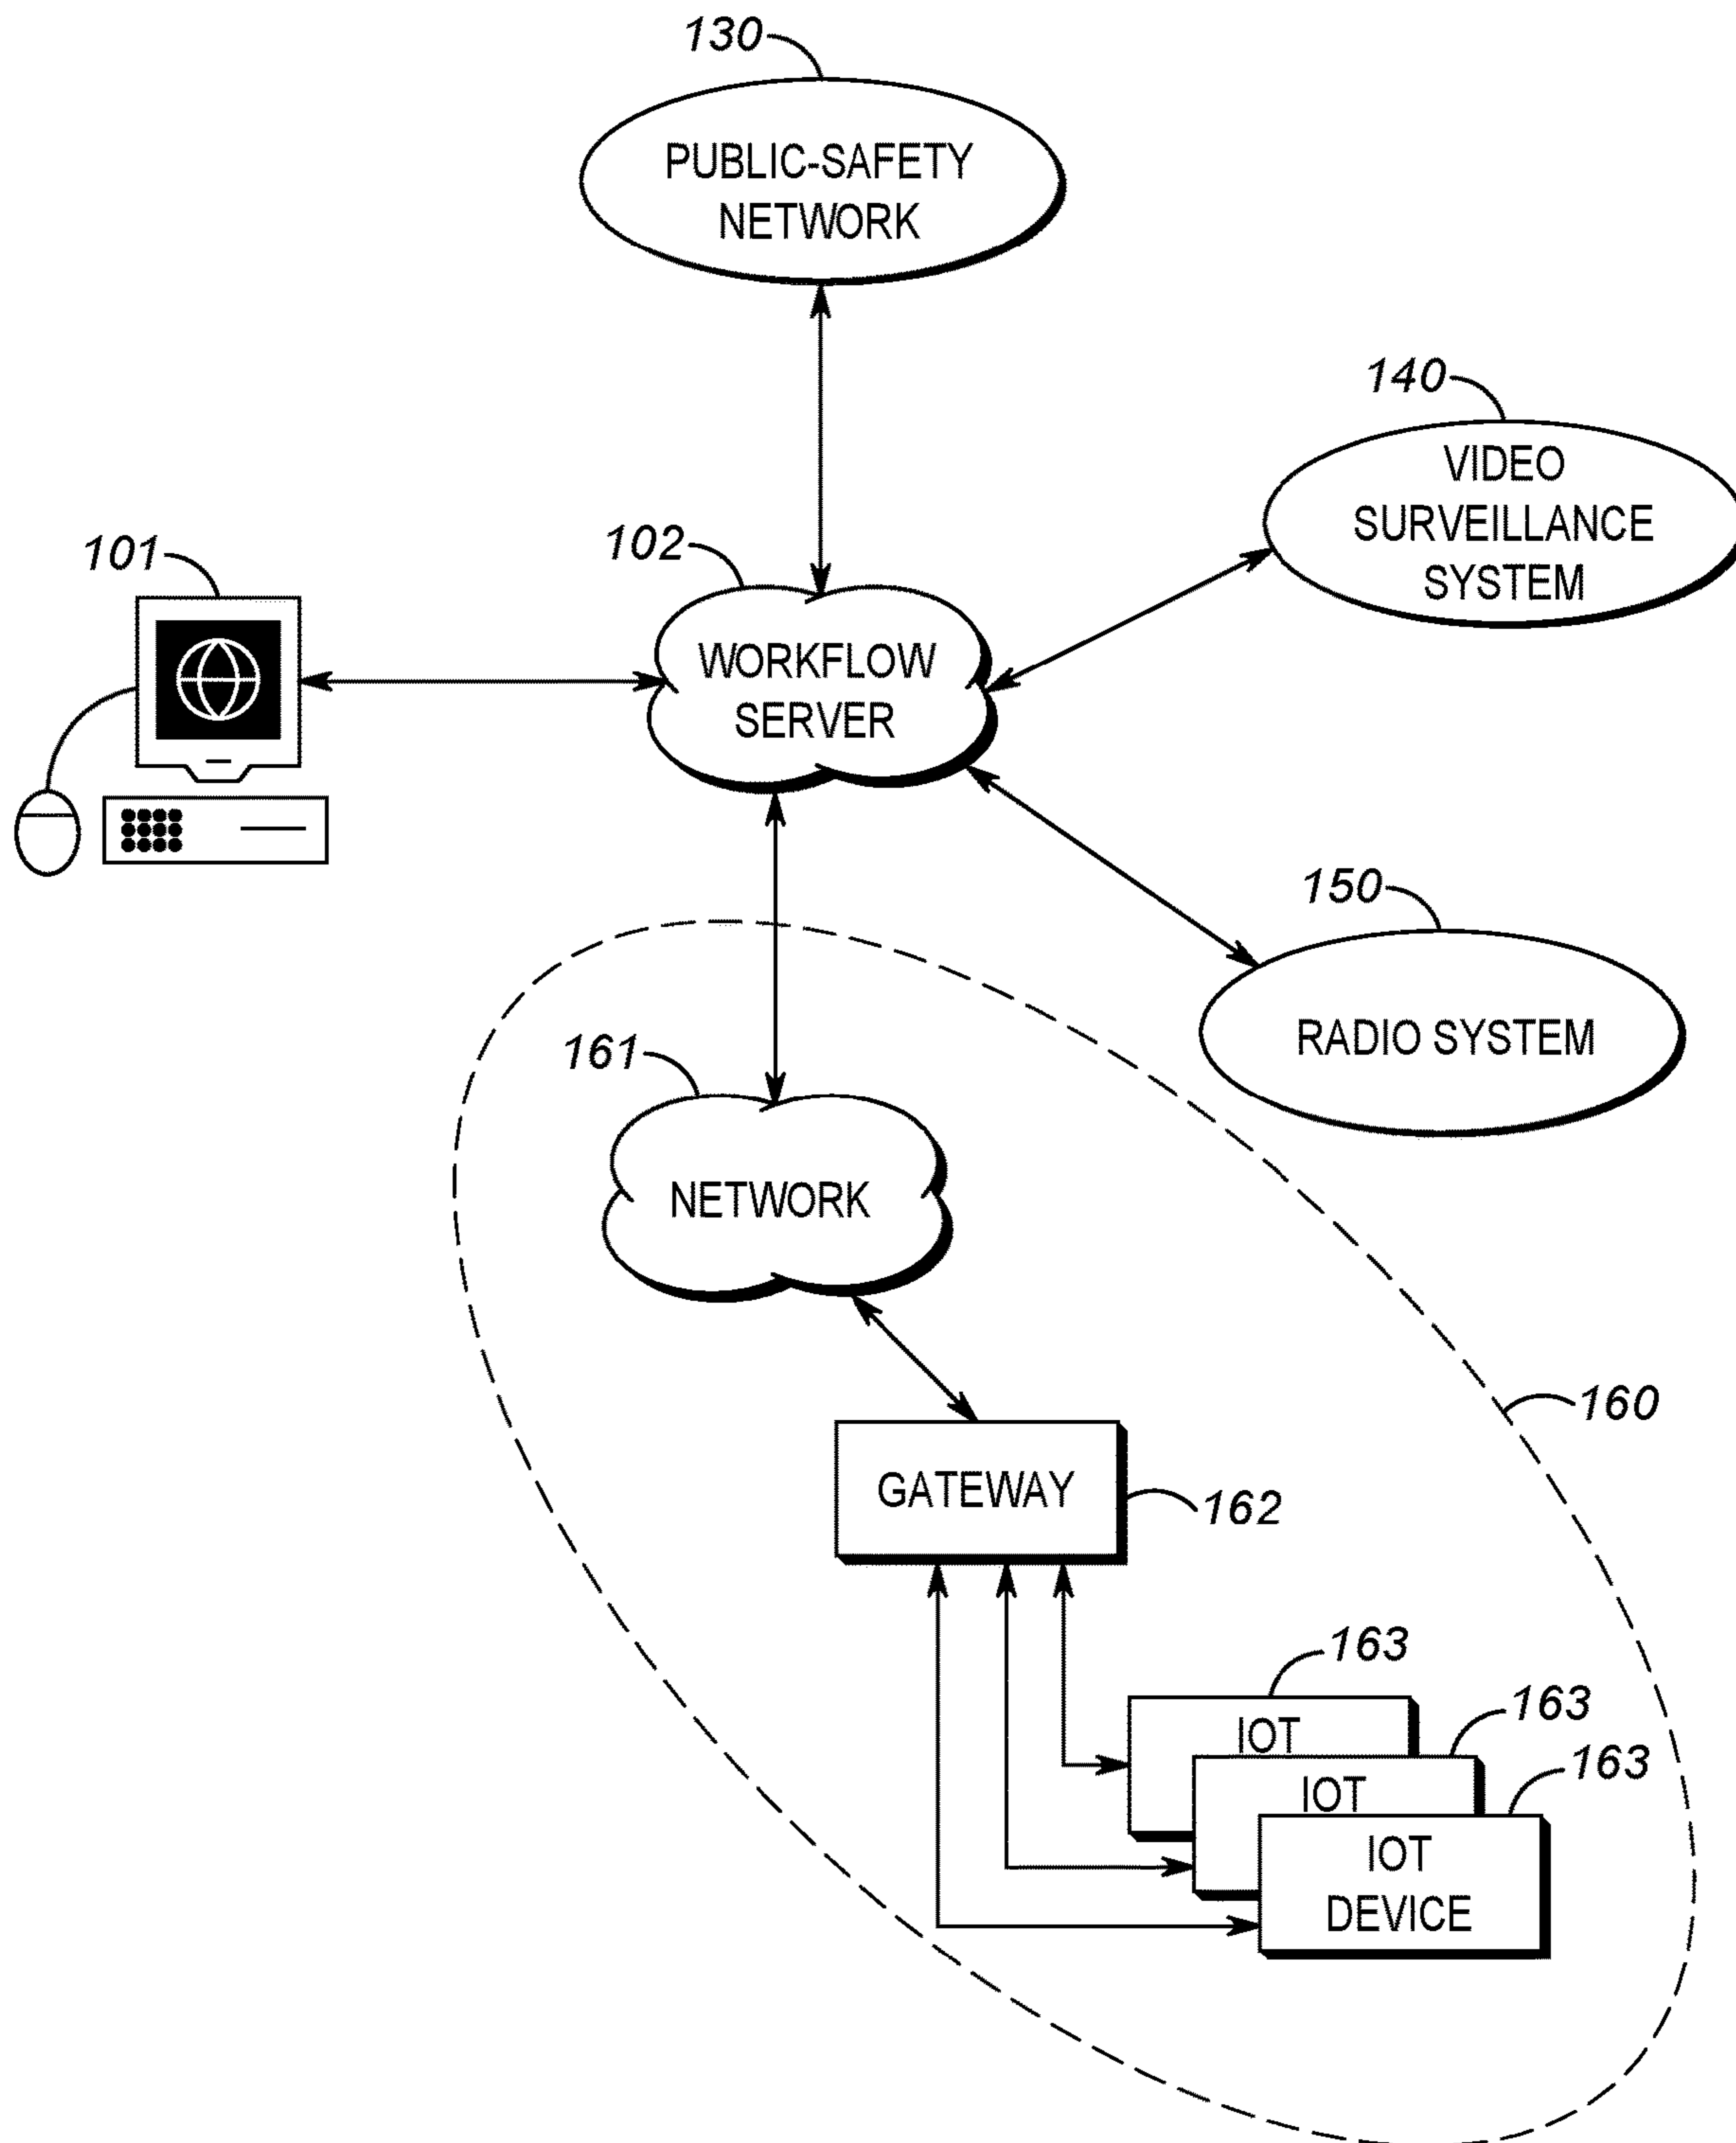 130
PUBLIC-SAFETY
NETWORK
140
VIDEO
SURVEILLANCE
SYSTEM
101
102
WORKFLOW
SERVER
150
RADIO SYSTEM
161
NETWORK
160
GATEWAY
162
163
IOT
163
IOT
163
IOT
DEVICE